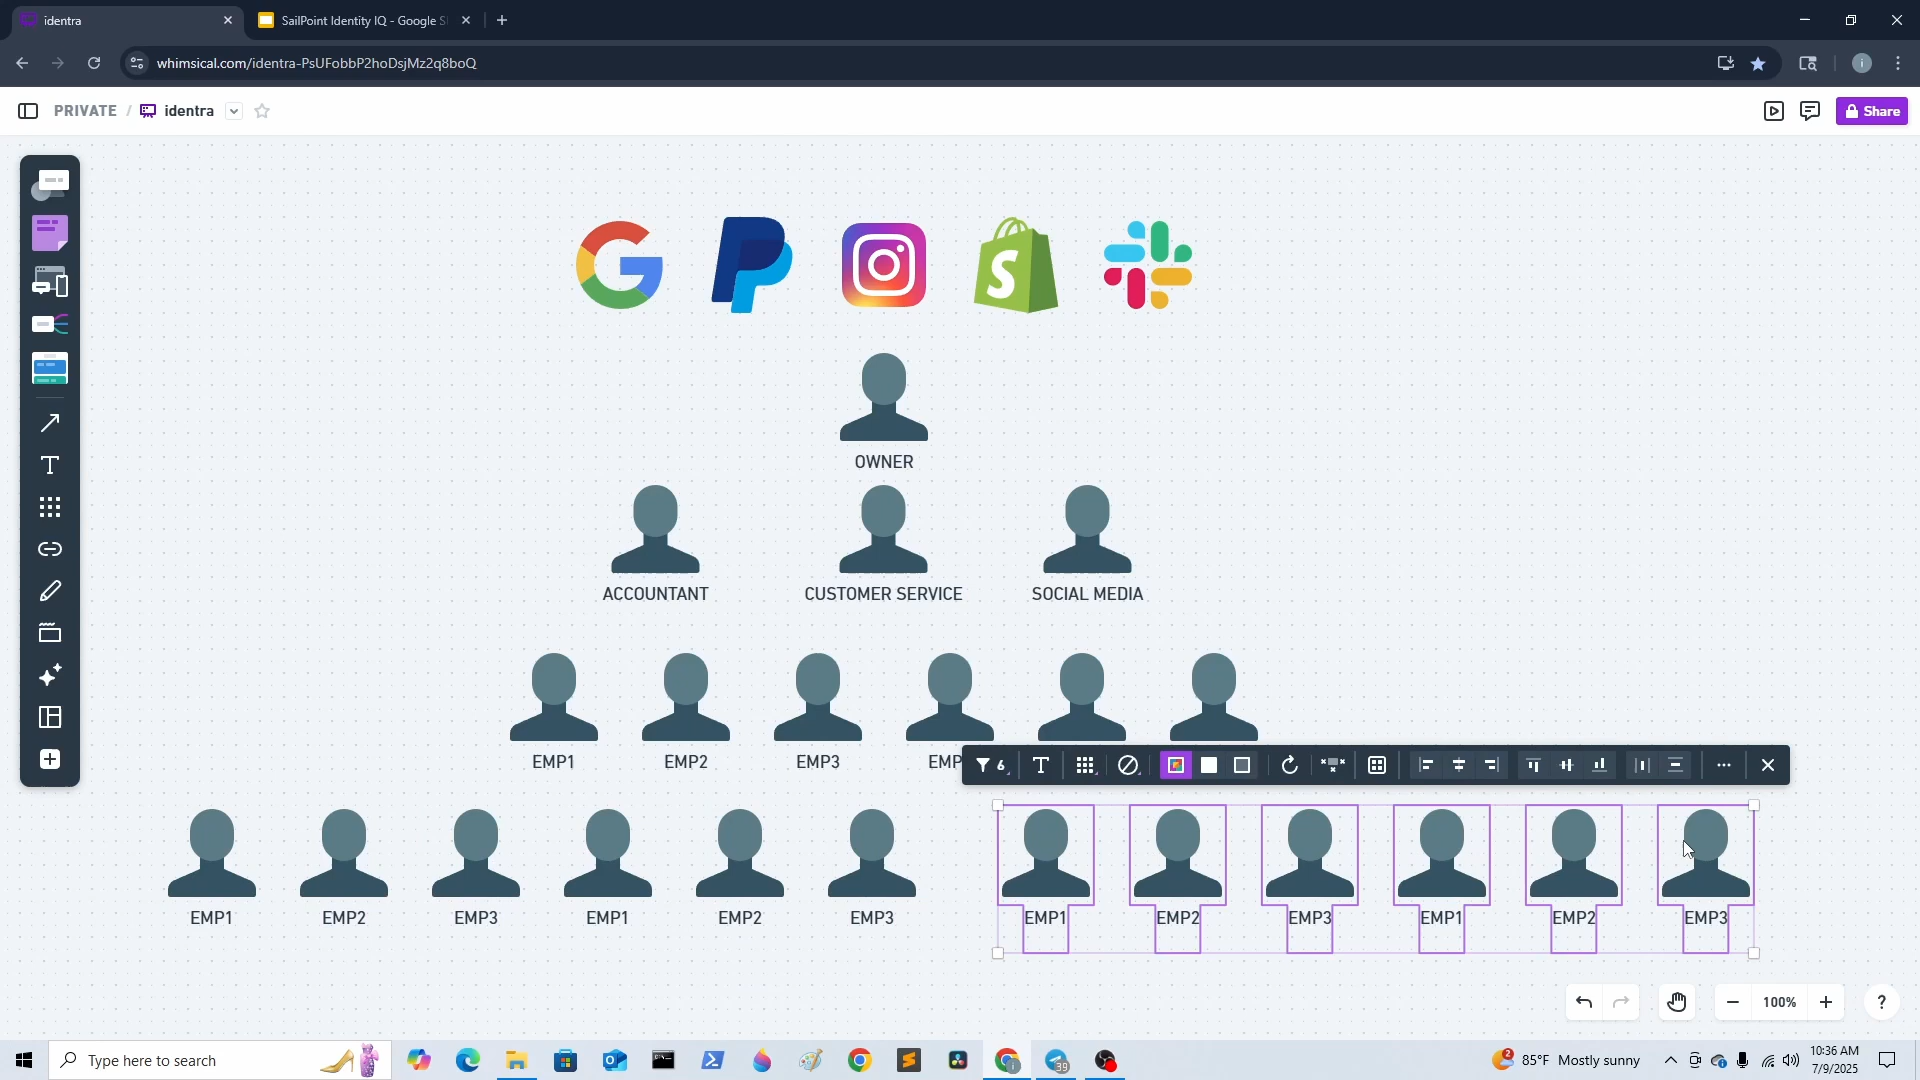 identra
SailPoint Identity IQ - Google S
whimsical.com/identra-PsUFobbP2hoDsjMz2q8boQ
i
PRIVATE / identra
Share
OWNER
ACCOUNTANT
CUSTOMER SERVICE
SOCIAL MEDIA
EMP1
EMP2
EMP3
EMP
6
EMP1
EMP2
EMP3
EMP1
EMP2
EMP3
EMP1
EMP2
EMP3
EMP1
EMP2
EMP3
100%
?
Type here to search
39
2
85°F Mostly sunny
10:36 AM
7/9/2025